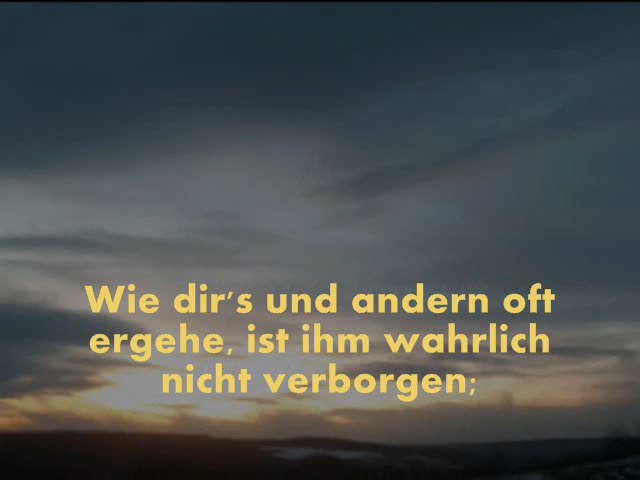 Wie dir's und andern oft
ergehe, ist ihm wahrlich
nicht verborgen;